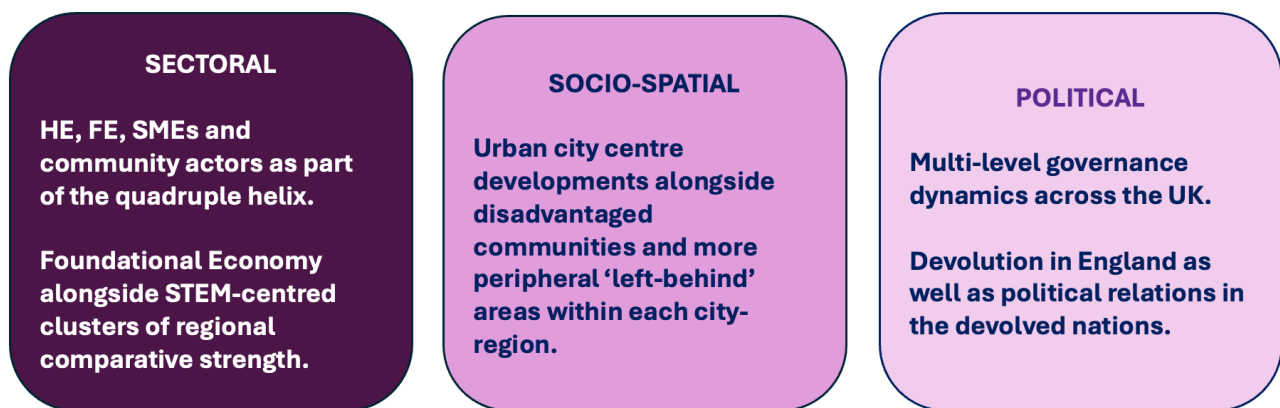 SECTORAL
HE, FE, SMEs and
community actors as part
of the quadruple helix.
Foundational Economy
alongside STEM-centred
clusters of regional
comparative strength.
SOCIO-SPATIAL
Urban city centre
developments alongside
disadvantaged
communities and more
peripheral ‘left-behind’
areas within each city-
region.
POLITICAL
Multi-level governance
dynamics across the UK.
Devolution in England as
well as political relations in
the devolved nations.